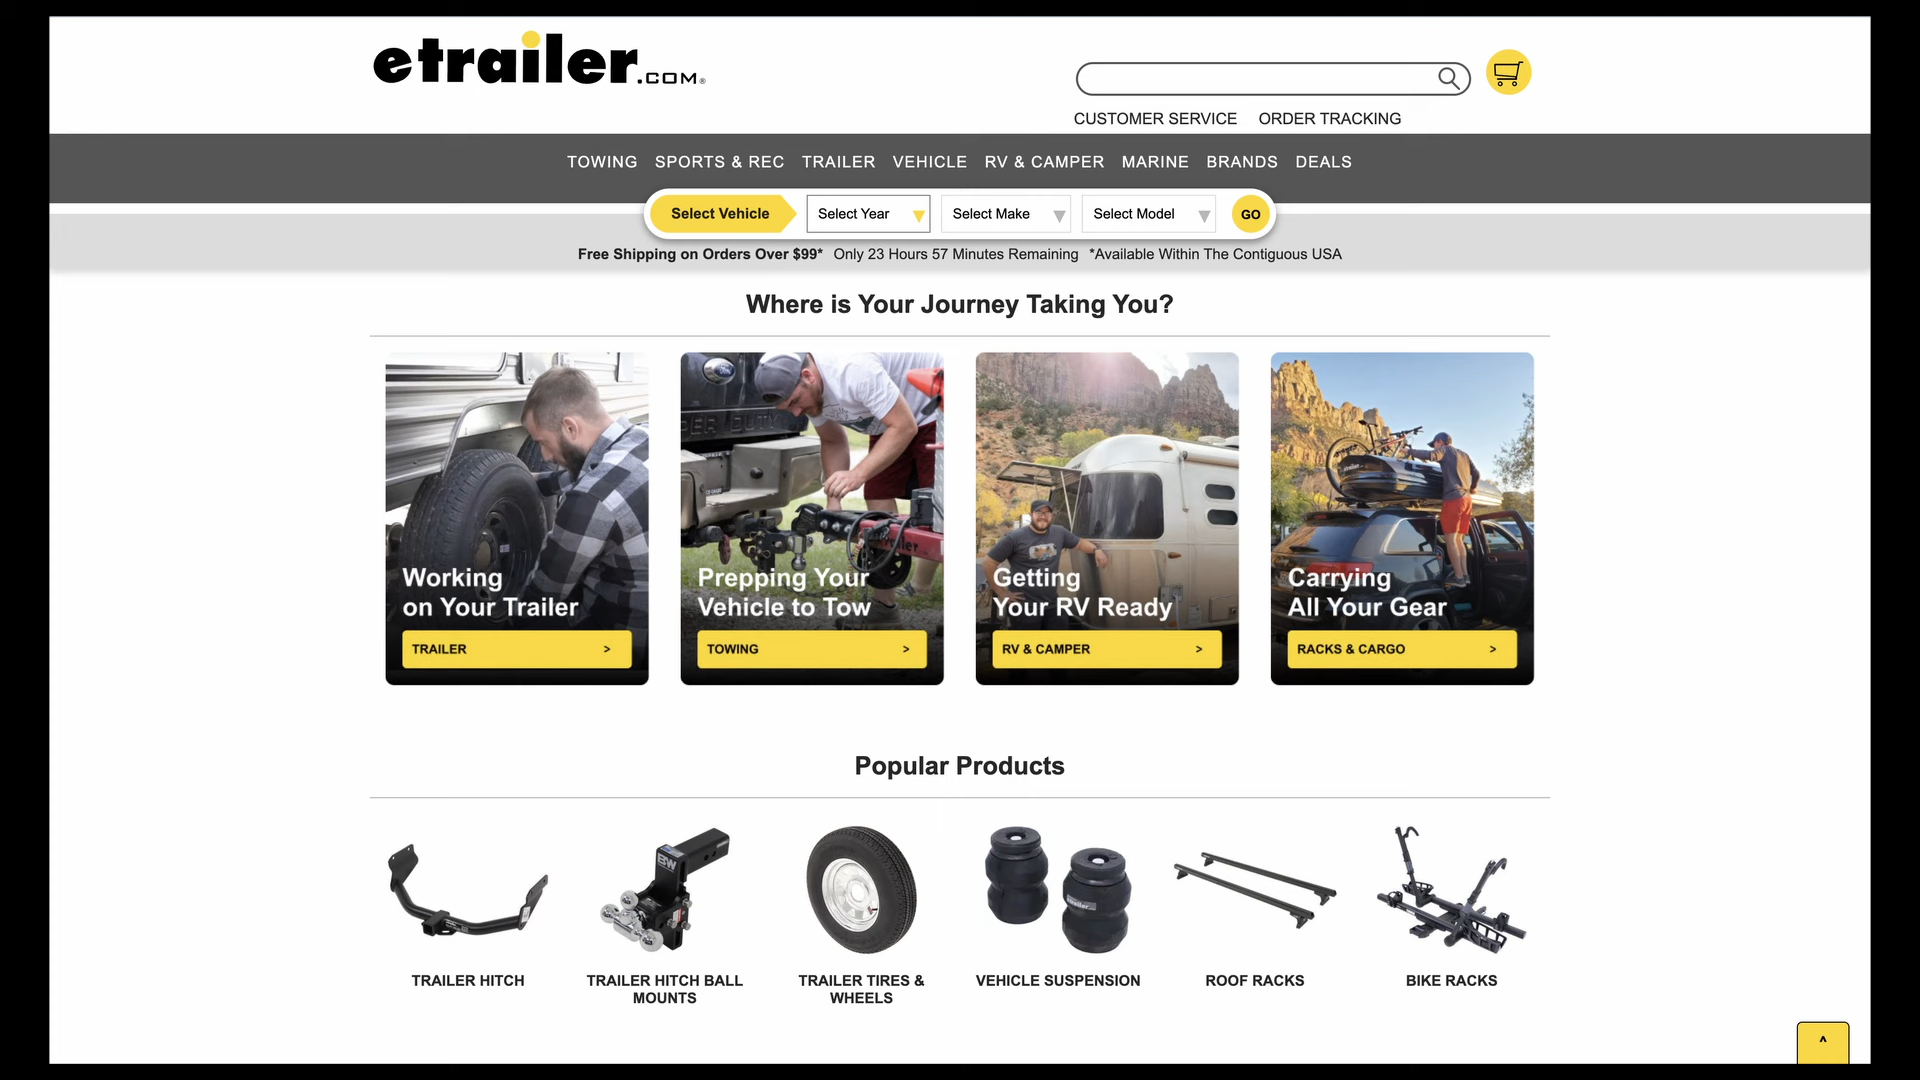 etrailer.COM®
CUSTOMER SERVICE ORDER TRACKING
TOWING SPORTS & REC TRAILER VEHICLE RV & CAMPER MARINE BRANDS DEALS
Select Vehicle Select Year Select Make Select Model GO
Free Shipping on Orders Over $99* Only 23 Hours 57 Minutes Remaining *Available Within The Contiguous USA
Where is Your Journey Taking You?
Working
on Your Trailer
TRAILER >
Prepping Your
Vehicle to Tow
TOWING >
Getting
Your RV Ready
RV & CAMPER >
Carrying
All Your Gear
RACKS & CARGO >
Popular Products
BW
TRAILER HITCH
TRAILER HITCH BALL
MOUNTS
TRAILER TIRES &
WHEELS
VEHICLE SUSPENSION
ROOF RACKS
BIKE RACKS
^